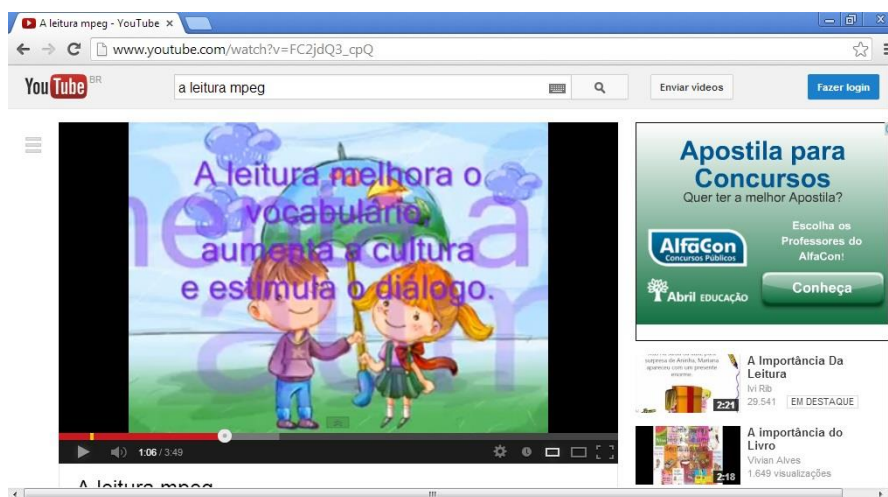 A leitura mpeg - YouTube
www.youtube.com/watch?v=FC2jdQ3_cpQ
You Tube BR
a leitura mpeg
Enviar vídeos
Fazer login
A leitura melhora o
vocabulário,
aumenta a cultura
e estimula o diálogo.
1:06 / 3:49
A leitura mpeg
Apostila para
Concursos
Quer ter a melhor Apostila?
AlfaCon
Concursos Públicos
Abril EDUCAÇÃO
Escolha os
Professores do
AlfaCon!
Conheça
2:21
A Importância Da
Leitura
Ivi Rib
29.541 EM DESTAQUE
2:18
A importância do
Livro
Vivian Alves
1.649 visualizações